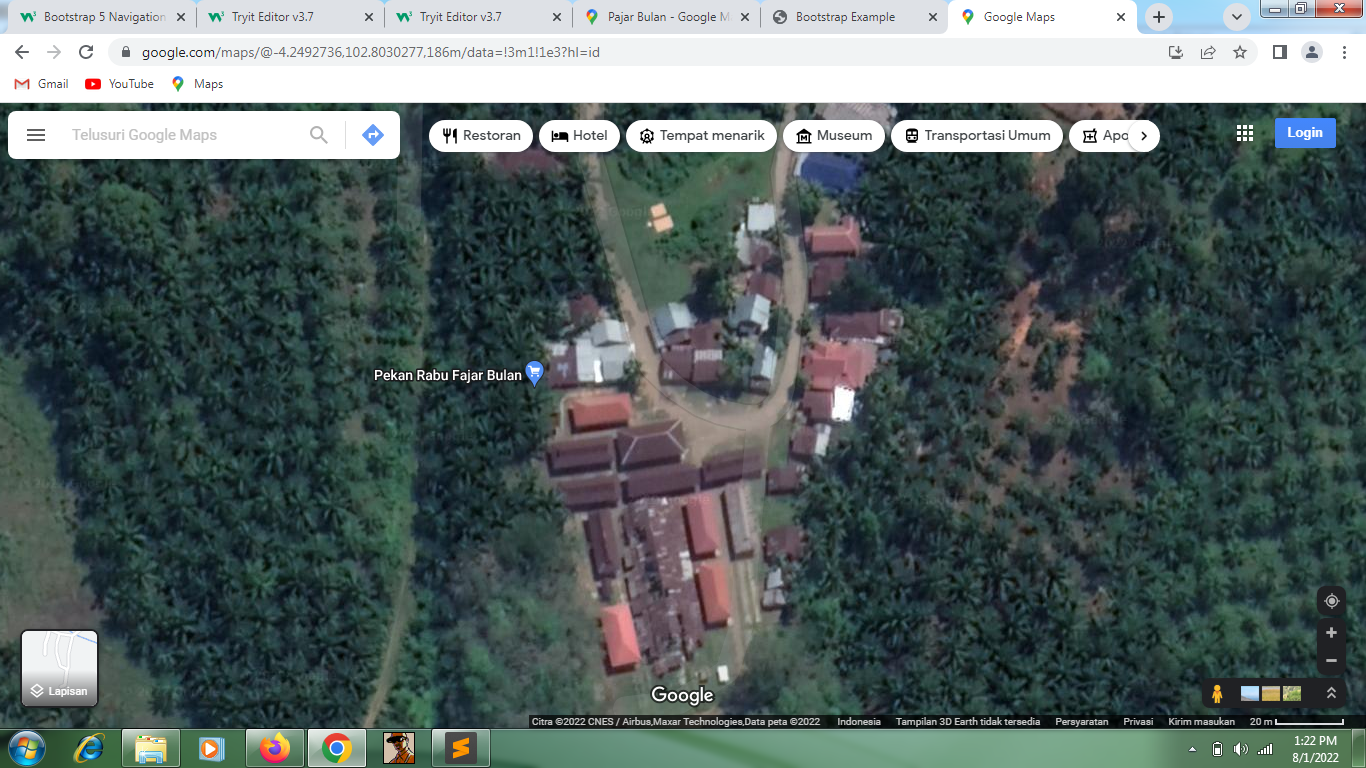 Bootstrap 5 Navigation
Tryit Editor v3.7
Tryit Editor v3.7
Pajar Bulan - Google M
Bootstrap Example
Google Maps
google.com/maps/@-4.2492736,102.8030277,186m/data=!3m1!1e3?hl=id
Gmail
YouTube
Maps
Telusuri Google Maps
Restoran
Hotel
Tempat menarik
Museum
Transportasi Umum
Apo
Login
Pekan Rabu Fajar Bulan
Lapisan
Google
Citra ©2022 CNES / Airbus,Maxar Technologies,Data peta ©2022
Indonesia
Tampilan 3D Earth tidak tersedia
Persyaratan
Privasi
Kirim masukan
20 m
1:22 PM
8/1/2022